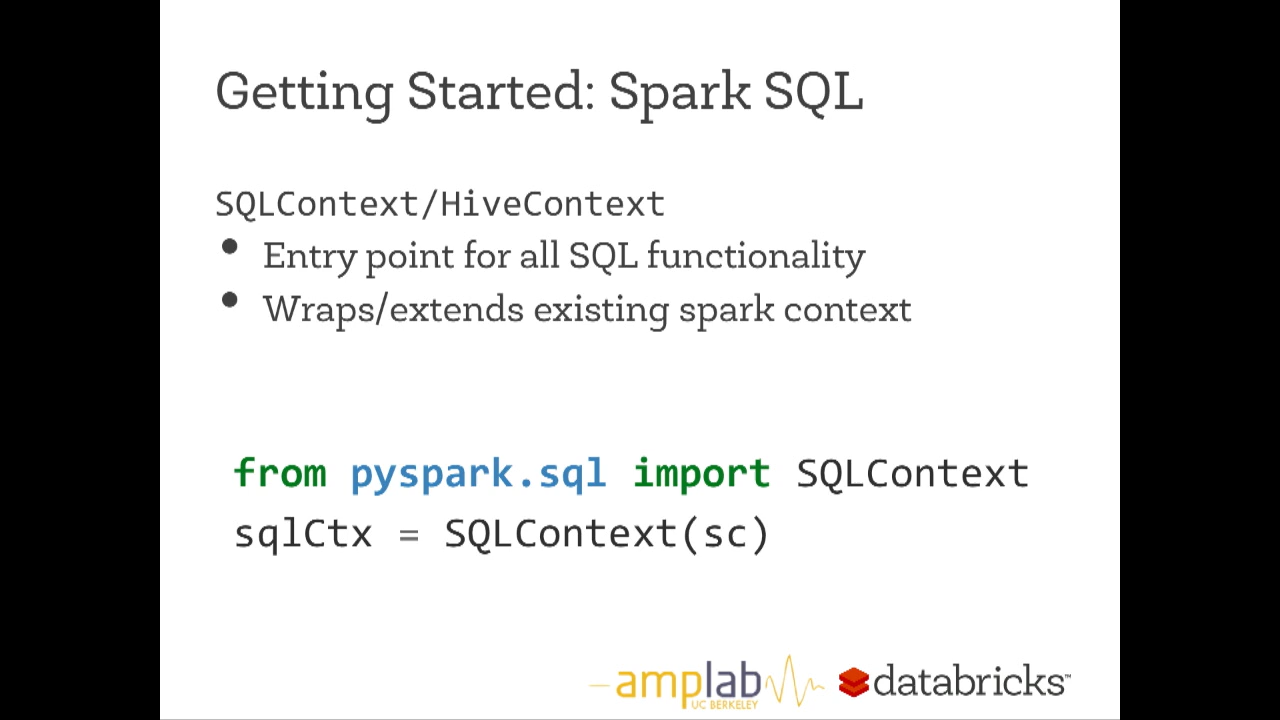 Getting Started: Spark SQL
SQLContext/HiveContext
• Entry point for all SQL functionality
• Wraps/extends existing spark context
from pyspark.sql import SQLContext
sqlCtx = SQLContext(sc)
amplab
UC BERKELEY
databricks™